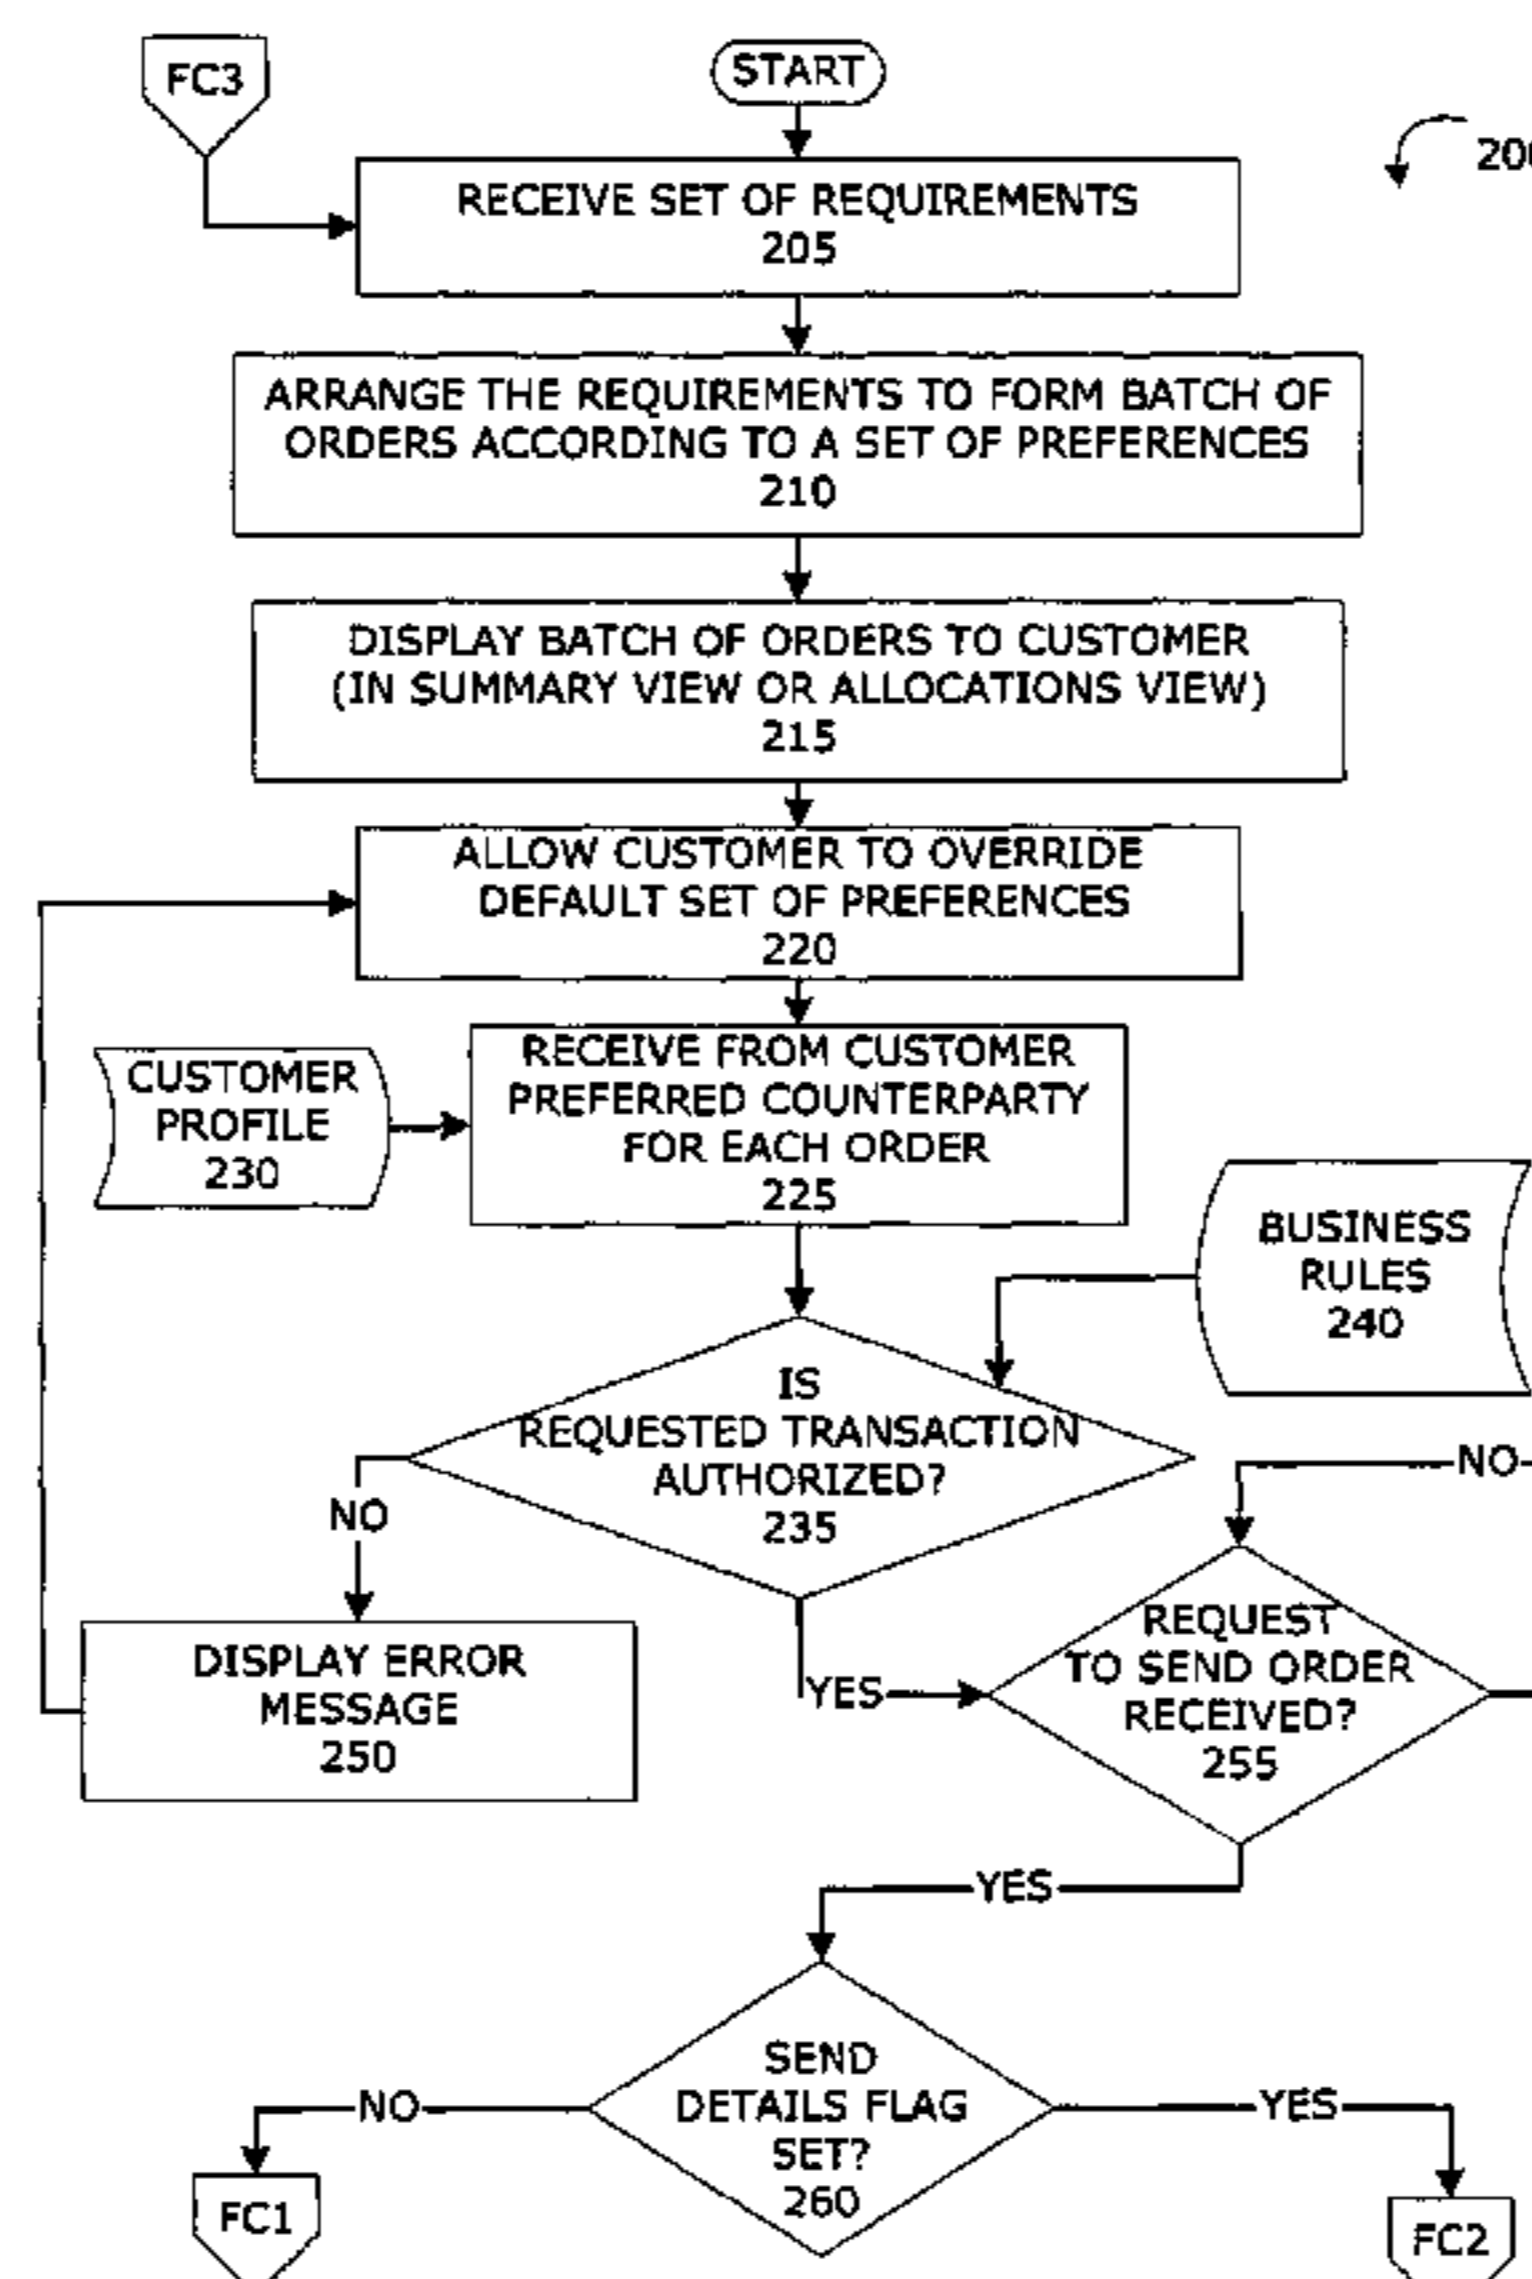 FC3
START
200
RECEIVE SET OF REQUIREMENTS
205
ARRANGE THE REQUIREMENTS TO FORM BATCH OF
ORDERS ACCORDING TO A SET OF PREFERENCES
210
DISPLAY BATCH OF ORDERS TO CUSTOMER
(IN SUMMARY VIEW OR ALLOCATIONS VIEW)
215
ALLOW CUSTOMER TO OVERRIDE
DEFAULT SET OF PREFERENCES
220
CUSTOMER
PROFILE
230
RECEIVE FROM CUSTOMER
PREFERRED COUNTERPARTY
FOR EACH ORDER
225
BUSINESS
RULES
240
IS
REQUESTED TRANSACTION
AUTHORIZED?
235
NO
NO
YES
REQUEST
TO SEND ORDER
RECEIVED?
255
DISPLAY ERROR
MESSAGE
250
YES
SEND
DETAILS FLAG
SET?
260
NO
YES
FC1
FC2